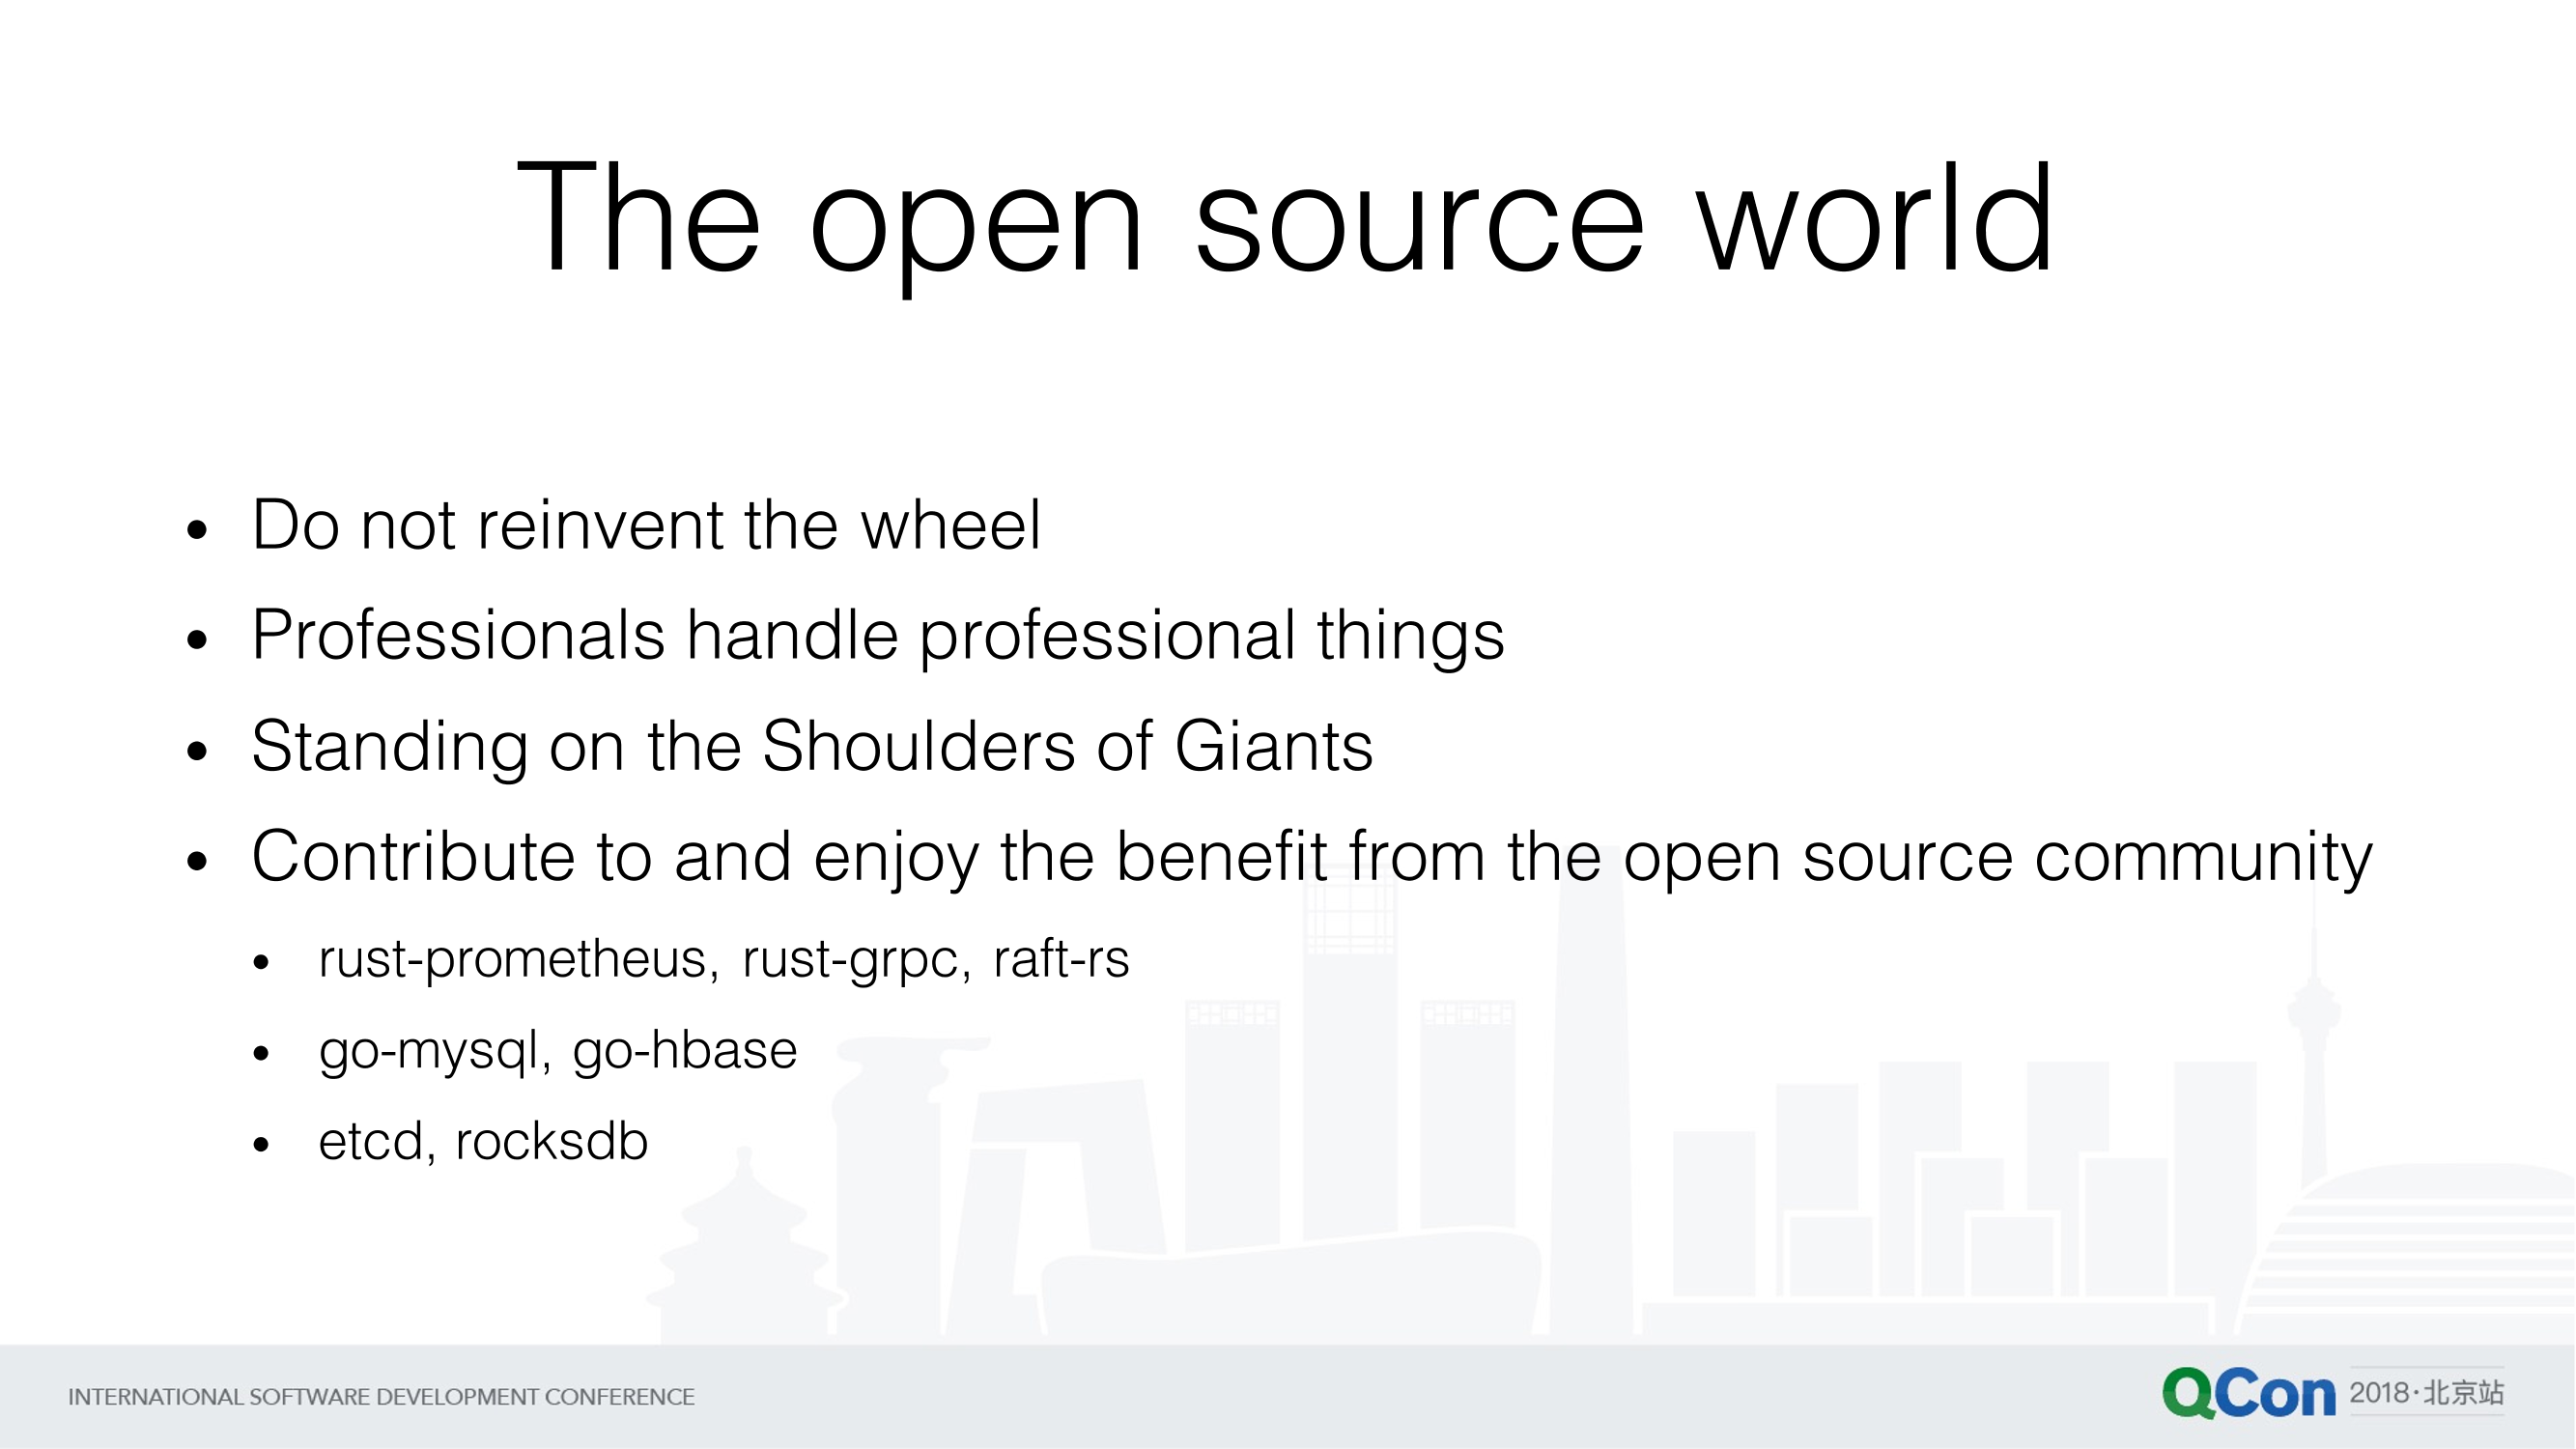 The open source world
• Do not reinvent the wheel
• Professionals handle professional things
• Standing on the Shoulders of Giants
• Contribute to and enjoy the benefit from the open source community
• rust-prometheus, rust-grpc, raft-rs
• go-mysql, go-hbase
• etcd, rocksdb
INTERNATIONAL SOFTWARE DEVELOPMENT CONFERENCE
QCon 2018·北京站